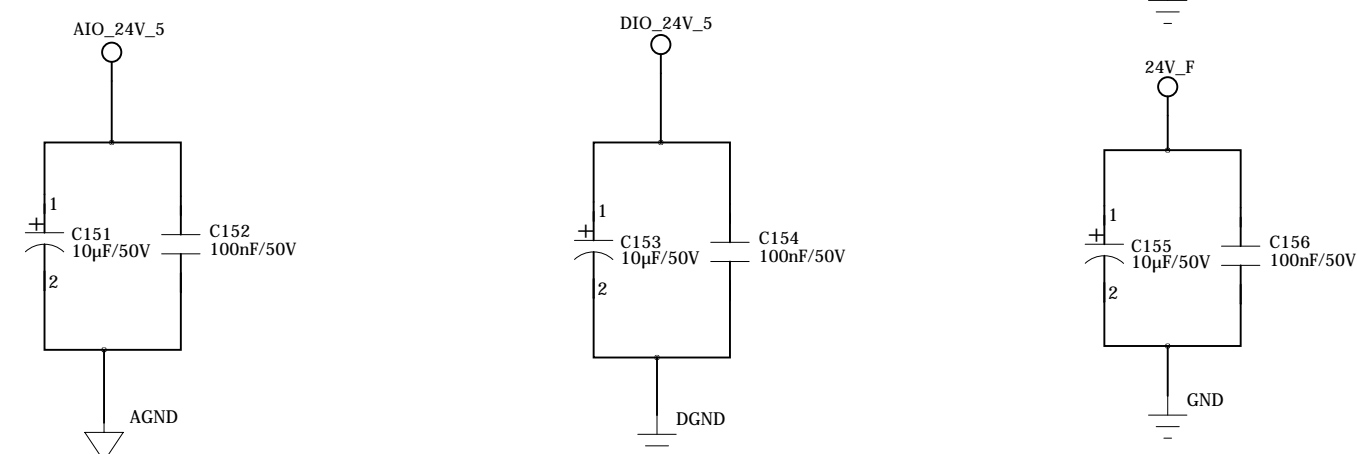 AIO_24V_5
1
+
C151
10µF/50V
2
C152
100nF/50V
AGND
DIO_24V_5
1
+
C153
10µF/50V
2
C154
100nF/50V
DGND
24V_F
1
+
C155
10µF/50V
2
C156
100nF/50V
GND